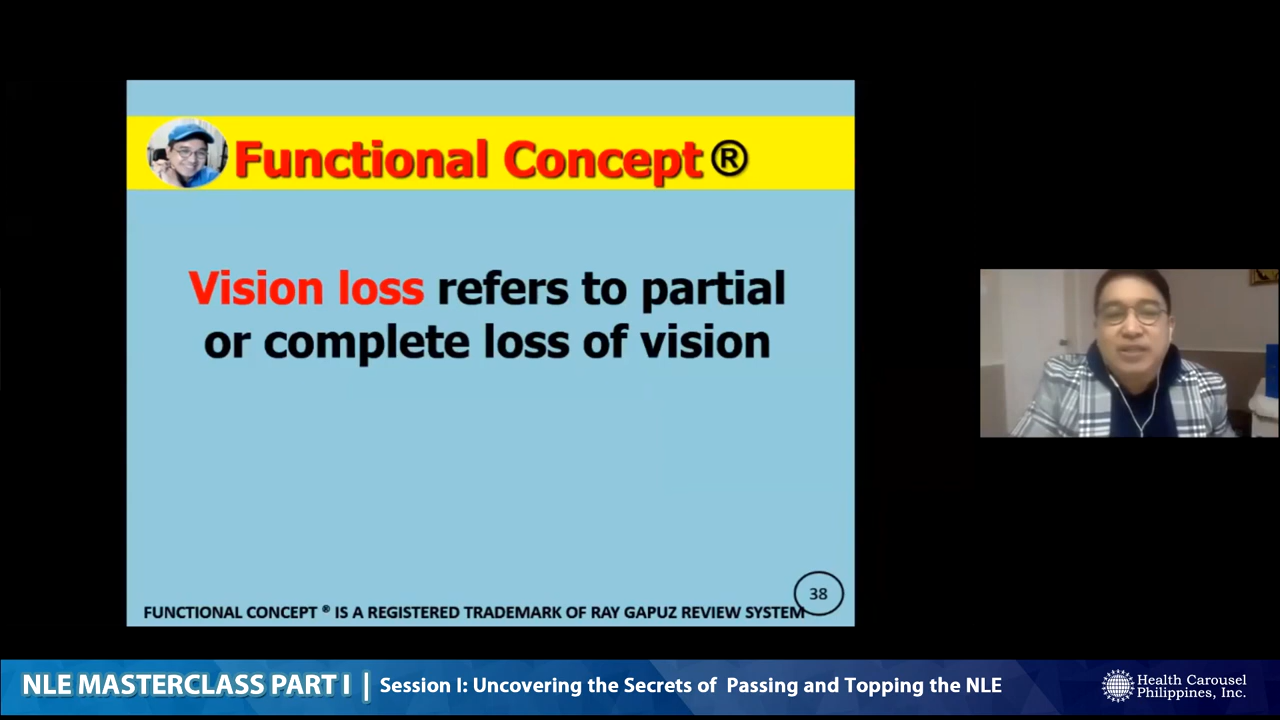 Functional Concept ®
Vision loss refers to partial
or complete loss of vision
38
FUNCTIONAL CONCEPT ® IS A REGISTERED TRADEMARK OF RAY GAPUZ REVIEW SYSTEM
NLE MASTERCLASS PART I | Session I: Uncovering the Secrets of Passing and Topping the NLE
Health Carousel
Philippines, Inc.